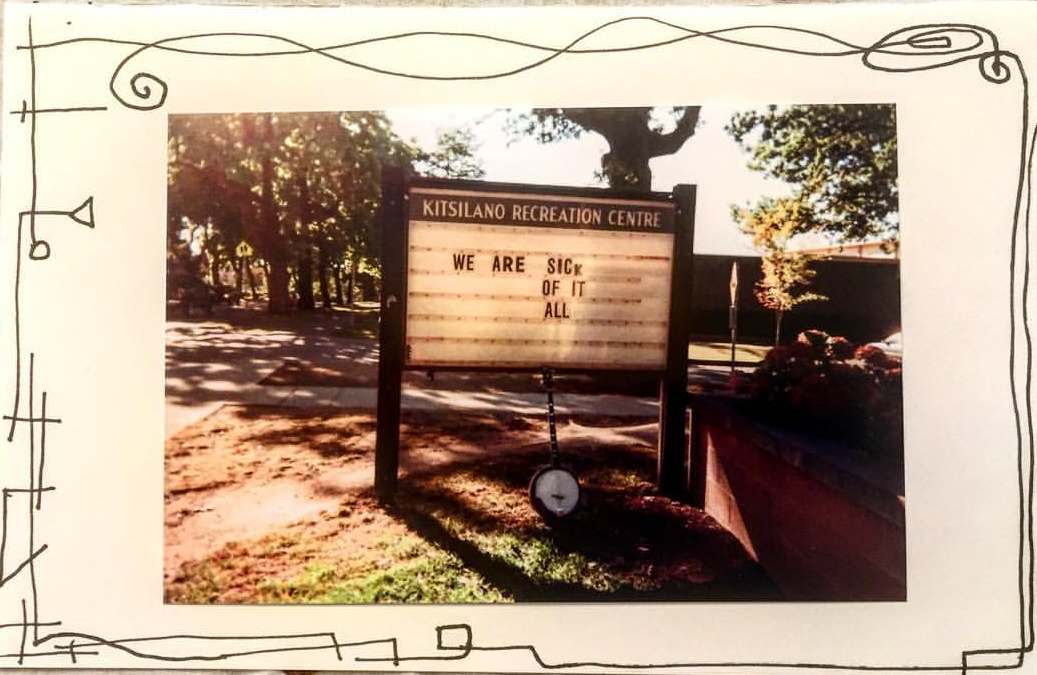 KITSILANO RECREATION CENTRE
WE ARE SICK
OF IT
ALL